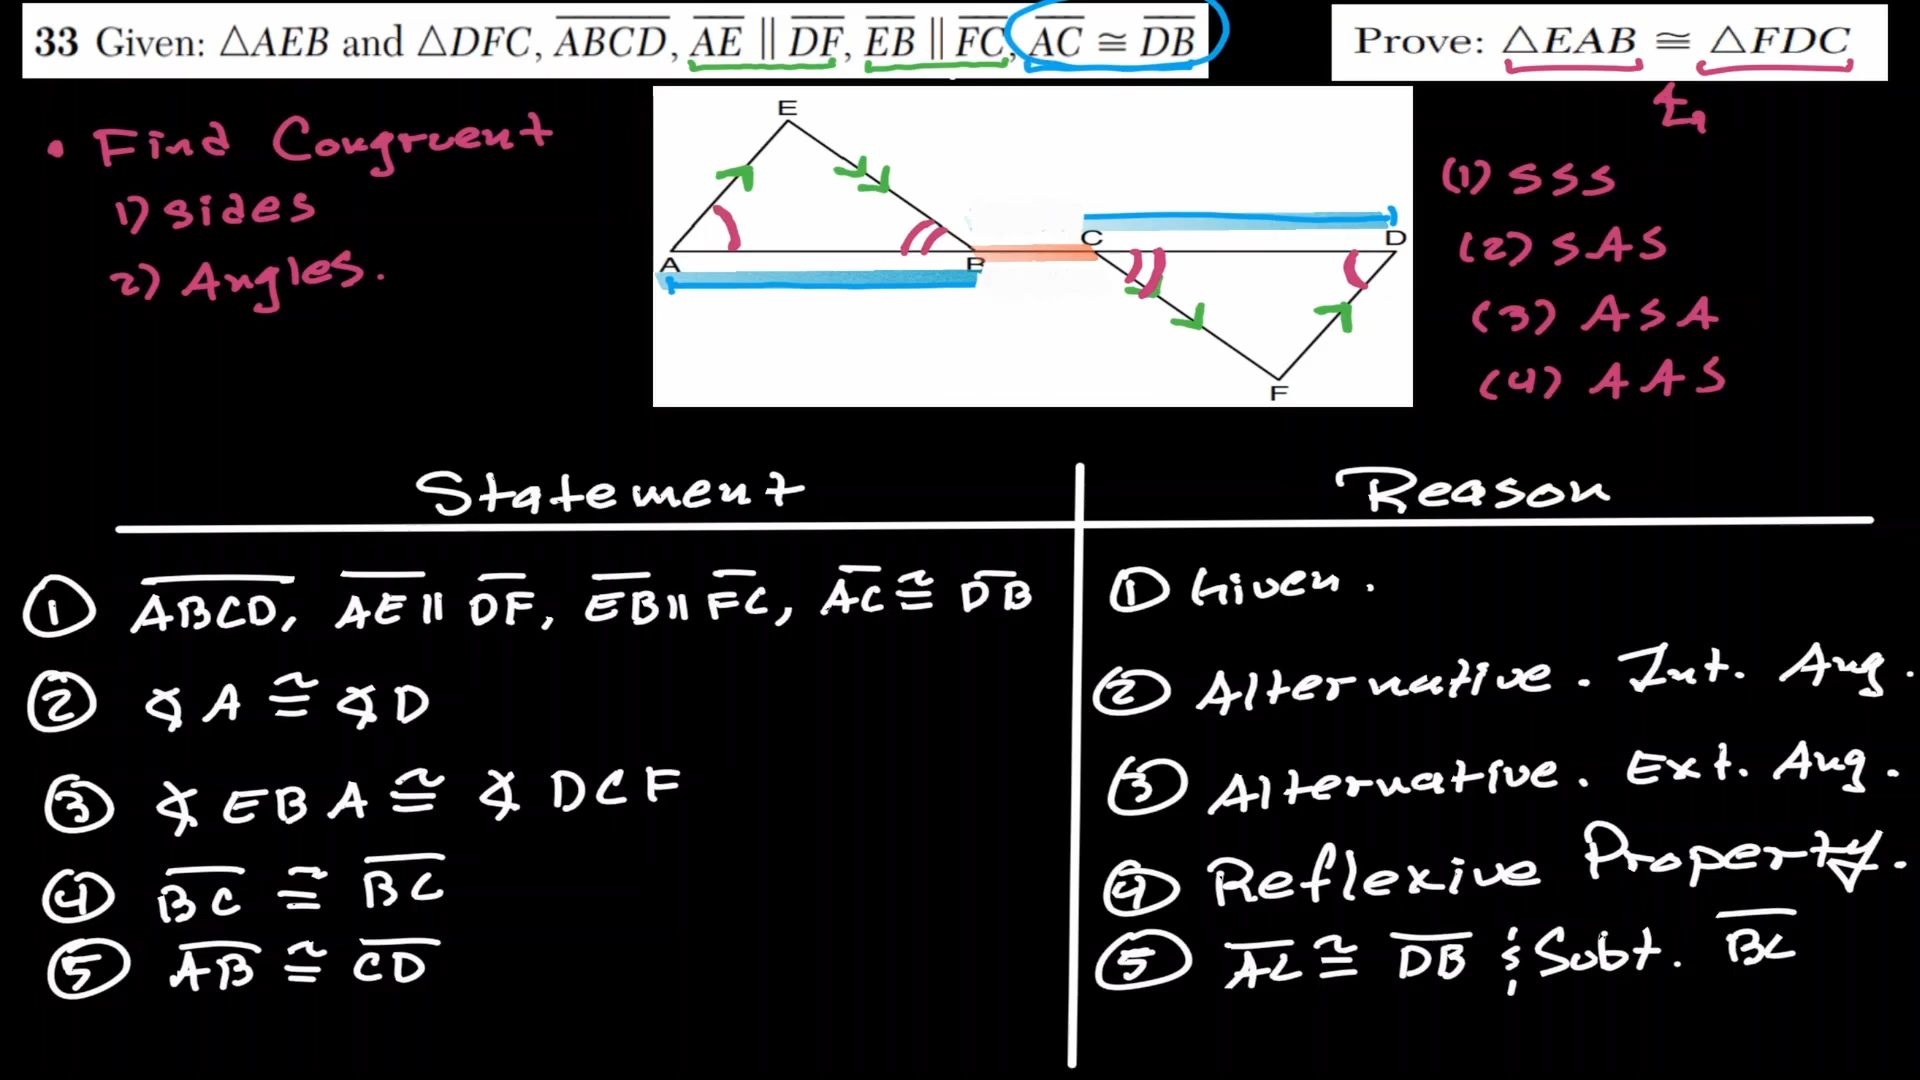 33 Given: △AEB and △DFC, ABCD, AE || DF, EB || FC, AC ≅ DB
Prove: △EAB ≅ △FDC
• Find Congruent
1) sides
2) Angles.
E
A
B
C
D
F
(1) SSS
(2) SAS
(3) ASA
(4) AAS
Statement
Reason
① ABCD, AE || DF, EB || FC, AC ≅ DB
① Given.
② ∢ A ≅ ∢ D
② Alternative. Int. Ang.
③ ∢ EBA ≅ ∢ DCF
③ Alternative. Ext. Ang.
④ BC ≅ BC
④ Reflexive Property.
⑤ AB ≅ CD
⑤ AC ≅ DB & Subt. BC